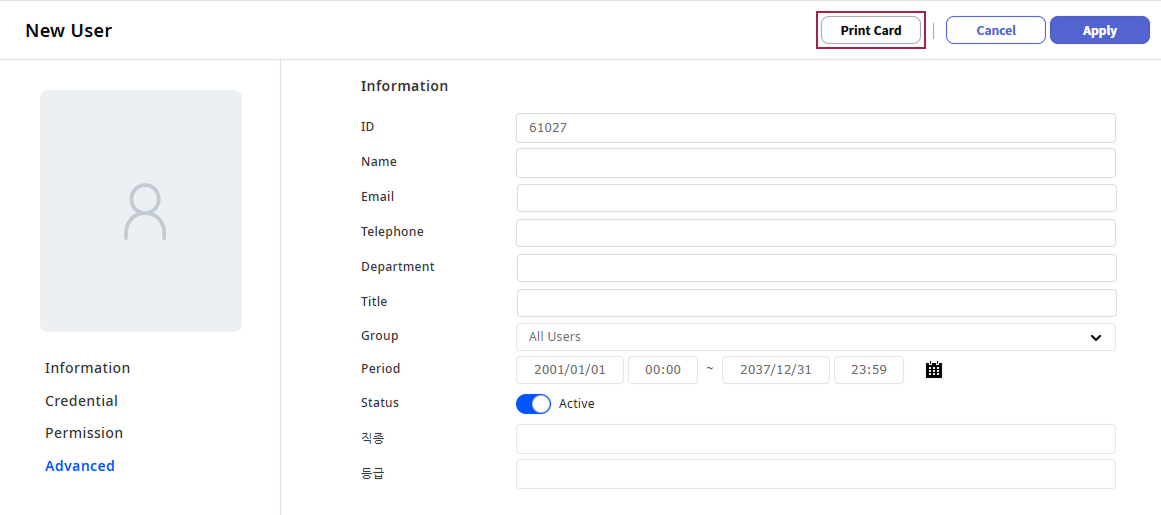 New User
Print Card
Cancel
Apply
Information
Credential
Permission
Advanced
Information
ID 61027
Name
Email
Telephone
Department
Title
Group All Users
Period 2001/01/01 00:00 ~ 2037/12/31 23:59
Status Active
직종
등급